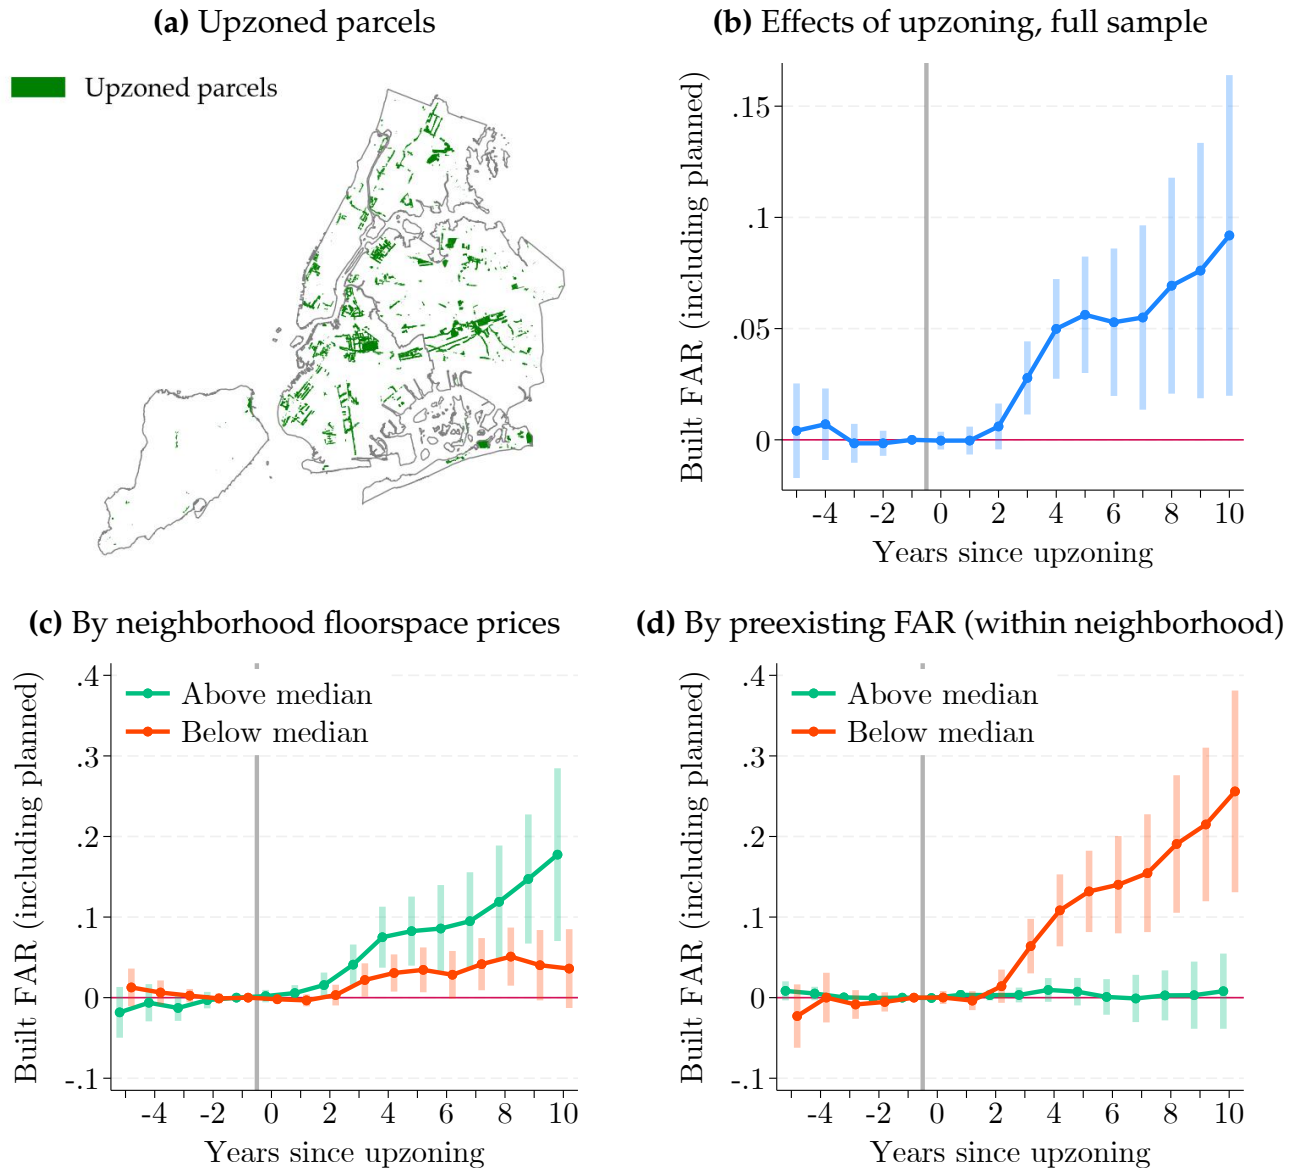 (a) Upzoned parcels
Upzoned parcels
(b) Effects of upzoning, full sample
Built FAR (including planned)
.15
.1
.05
0
-4 -2 0 2 4 6 8 10
Years since upzoning
(c) By neighborhood floorspace prices
Built FAR (including planned)
.4
.3
.2
.1
0
-.1
Above median
Below median
-4 -2 0 2 4 6 8 10
Years since upzoning
(d) By preexisting FAR (within neighborhood)
Built FAR (including planned)
.4
.3
.2
.1
0
-.1
Above median
Below median
-4 -2 0 2 4 6 8 10
Years since upzoning